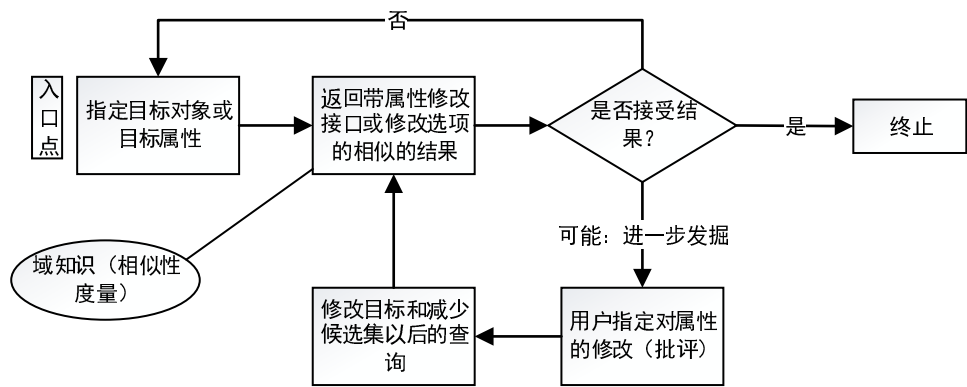 否
入
口
点
指定目标对象或
目标属性
返回带属性修改
接口或修改选项
的相似的结果
是否接受结
果？
是
终止
可能：进一步发掘
域知识（相似性
度量）
修改目标和减少
候选集以后的查
询
用户指定对属性
的修改（批评）